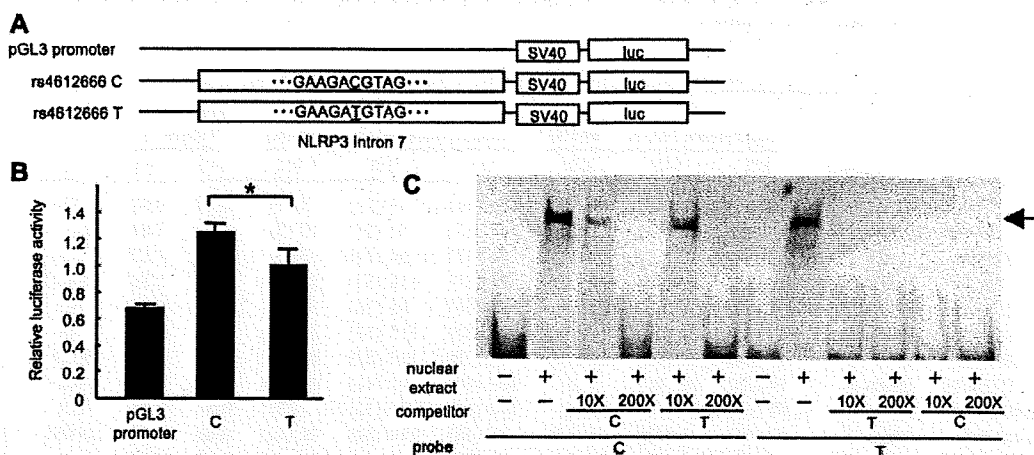 A
pGL3 promoter
SV40
luc
rs4612666 C
···GAAGACGTAG···
SV40
luc
rs4612666 T
···GAAGATGTAG···
SV40
luc
NLRP3 Intron 7
B
Relative luciferase activity
1.4
1.2
1.0
0.8
0.6
0.4
0.2
0
*
pGL3
promoter
C
T
C
nuclear
extract
− + + + + + − + + + + +
competitor
− − 10X 200X 10X 200X − − 10X 200X 10X 200X
C T T C
probe
C T